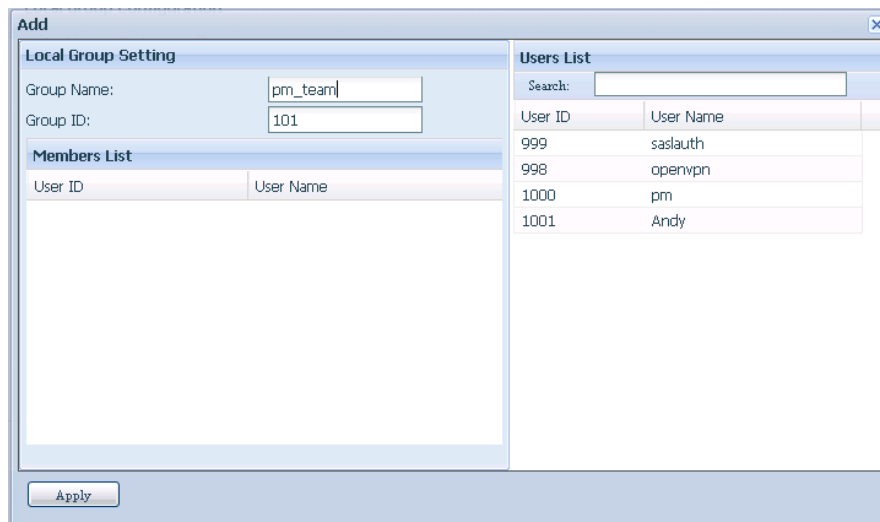 Add
Local Group Setting
Group Name: pm_team
Group ID: 101
Members List
User ID User Name
Users List
Search:
User ID User Name
999 saslauth
998 openvpn
1000 pm
1001 Andy
Apply